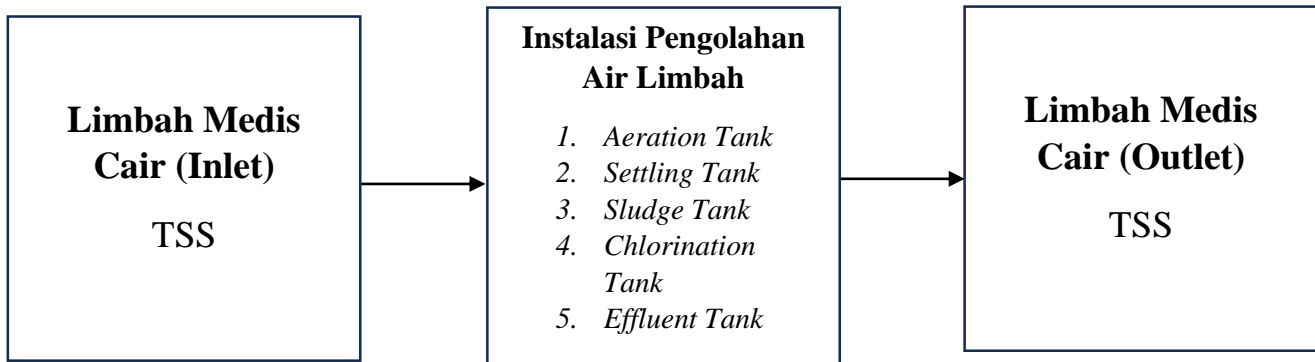 Limbah Medis
Cair (Inlet)
TSS
Instalasi Pengolahan
Air Limbah
1. Aeration Tank
2. Settling Tank
3. Sludge Tank
4. Chlorination
Tank
5. Effluent Tank
Limbah Medis
Cair (Outlet)
TSS